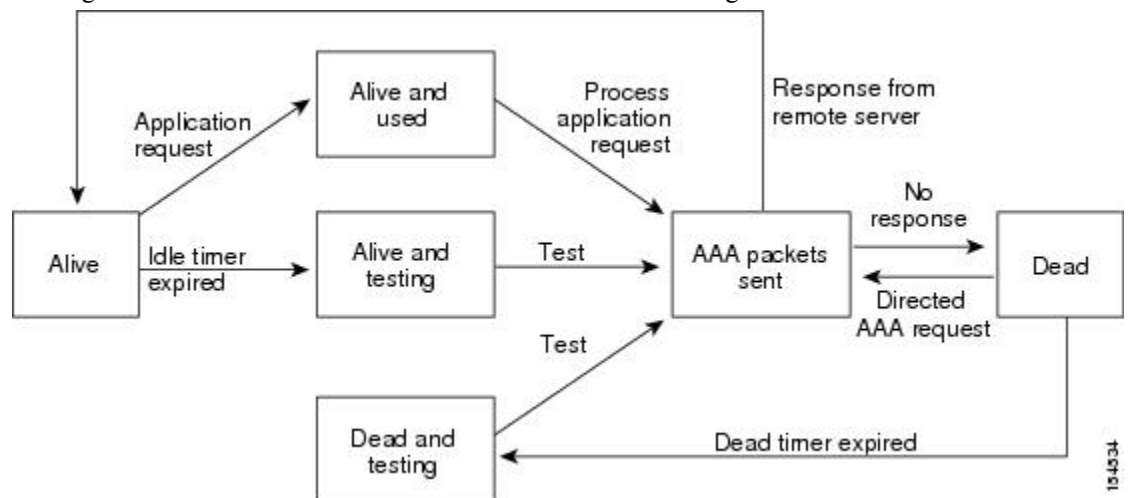 Alive and
used
Application
request
Process
application
request
Response from
remote server
Alive
Idle timer
expired
Alive and
testing
Test
AAA packets
sent
No
response
Directed
AAA request
Dead
Test
Dead and
testing
Dead timer expired
154534